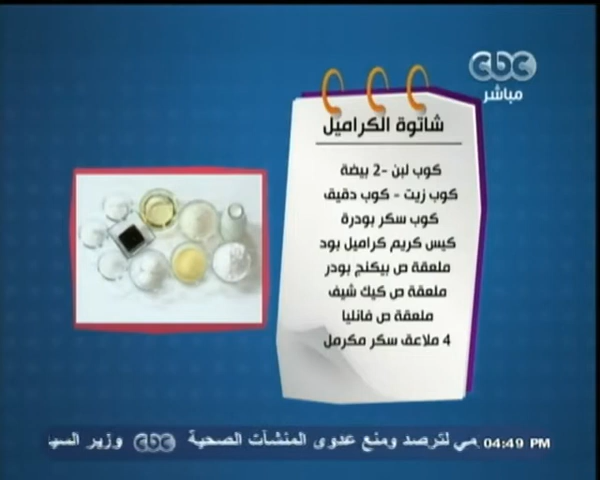 cbc
مباشر
شاتوة الكراميل
كوب لبن -2 بيضة
كوب زيت - كوب دقيق
كوب سكر بودرة
كيس كريم كراميل بود
ملعقة ص بيكنج بودر
ملعقة ص كيك شيف
ملعقة ص فانليا
4 ملاعق سكر مكرمل
مي لترصد ومنع عدوى المنشآت الصحية cbc وزير السيا
04:49 PM